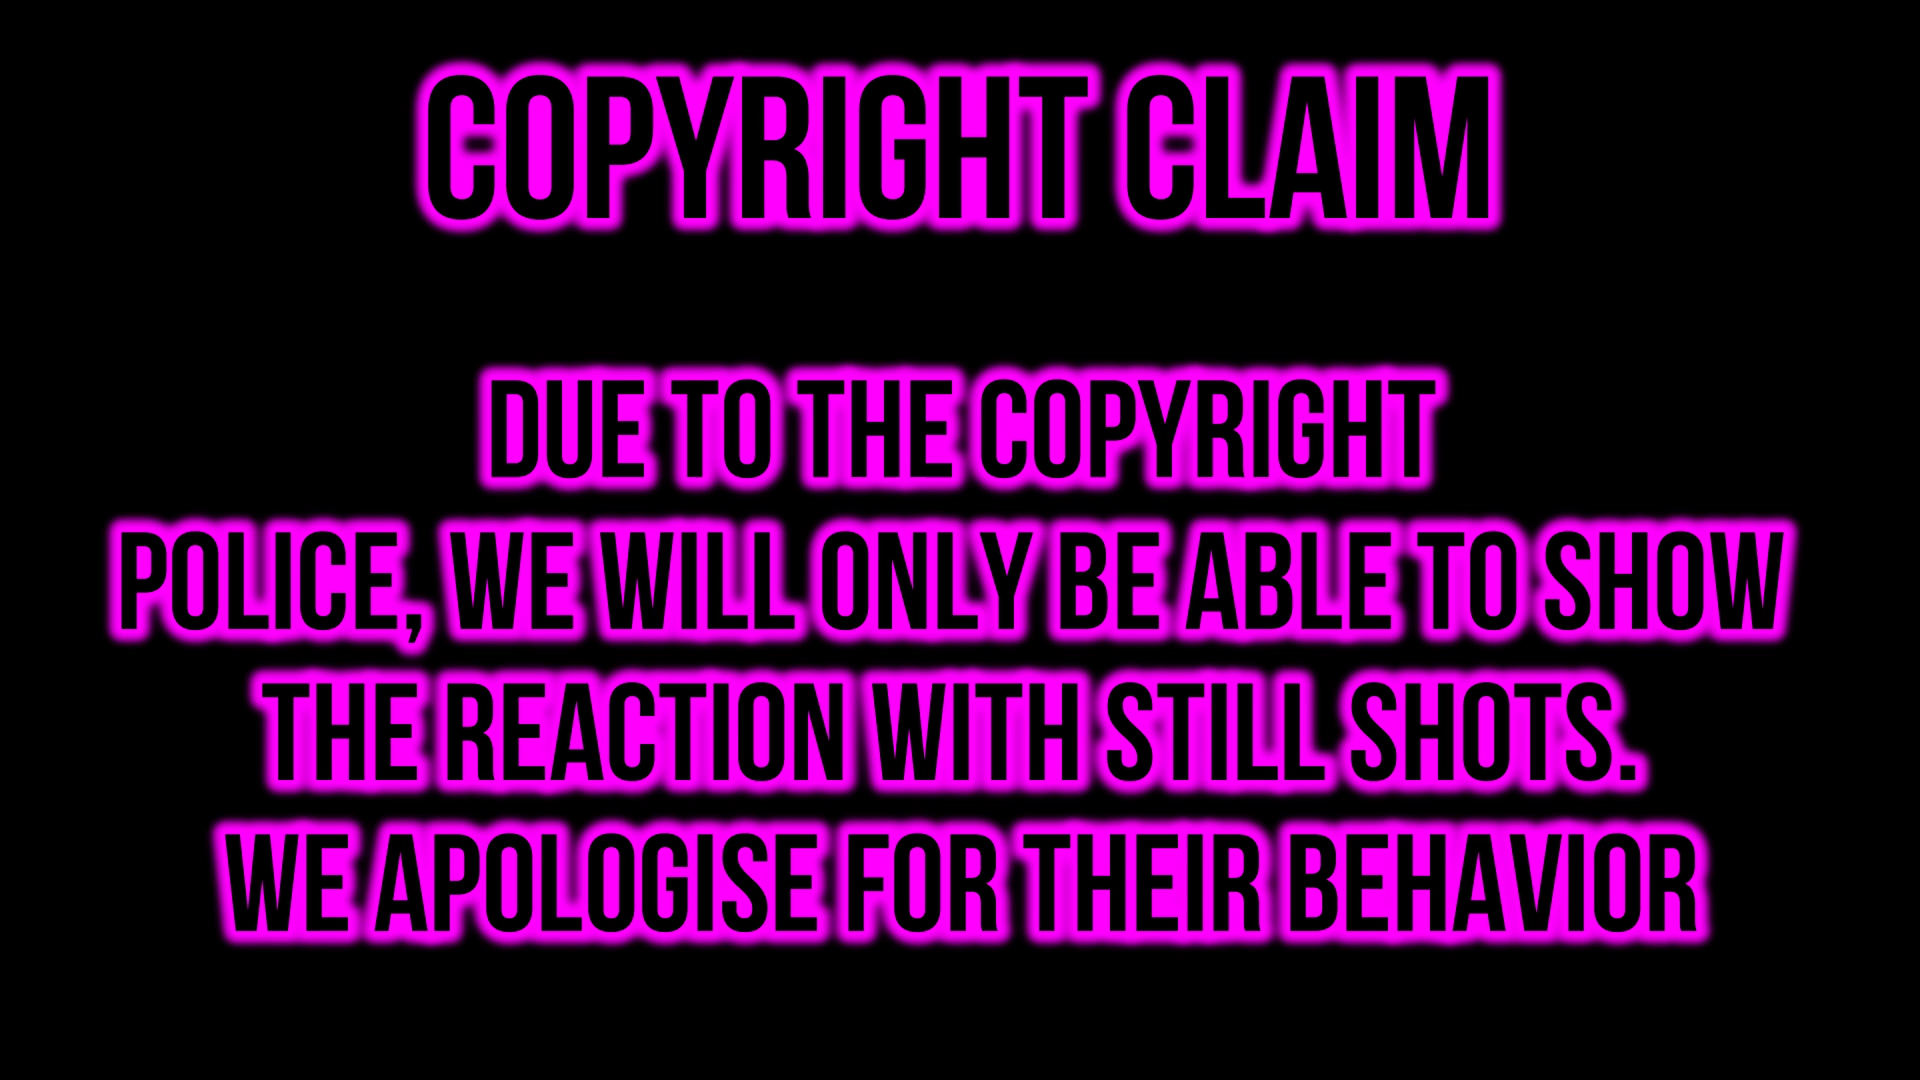 COPYRIGHT CLAIM
DUE TO THE COPYRIGHT
POLICE, WE WILL ONLY BE ABLE TO SHOW
THE REACTION WITH STILL SHOTS.
WE APOLOGISE FOR THEIR BEHAVIOR